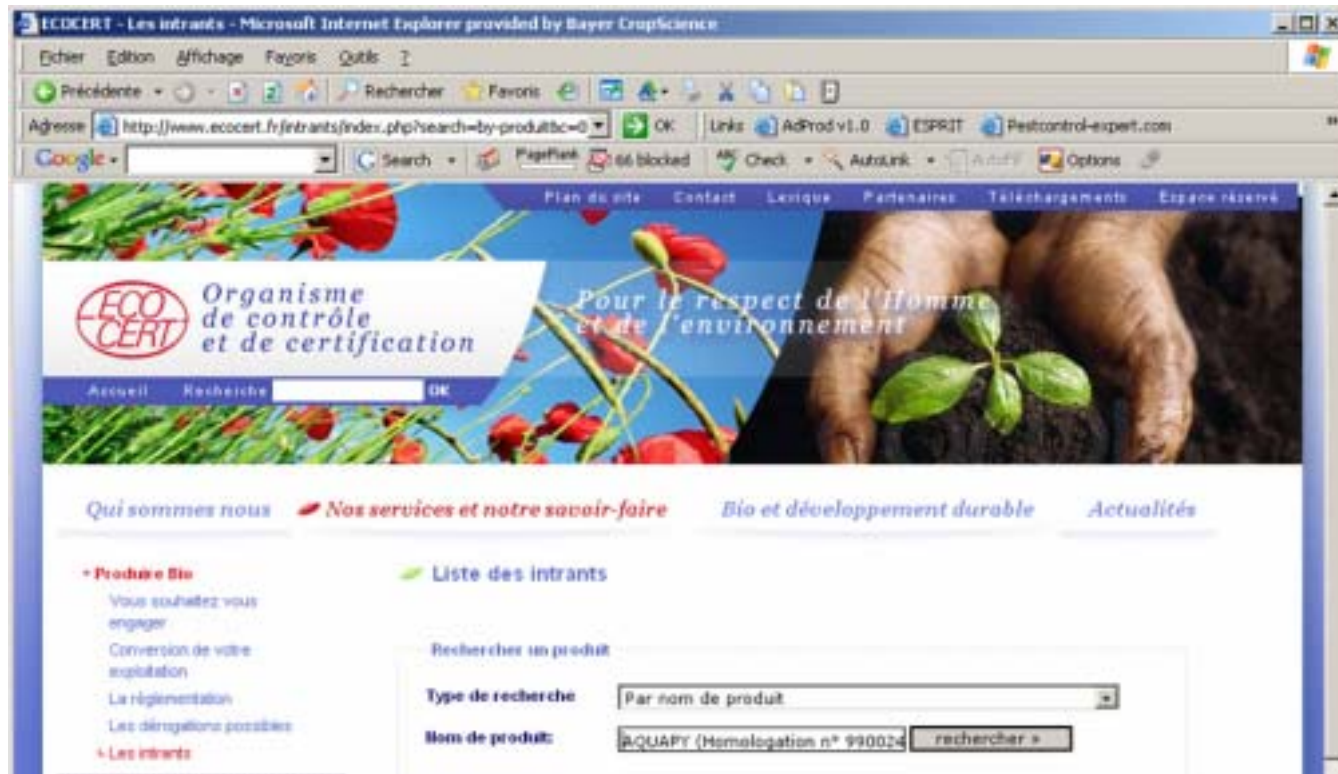 ECOCERT - Les intrants - Microsoft Internet Explorer provided by Bayer CropScience
Fichier Edition Affichage Favoris Outils ?
Précédente Rechercher Favoris
Adresse http://www.ecocert.fr/intrants/index.php?search=by-produit&c=0 OK Links AdProd v1.0 ESPRIT Pestcontrol-expert.com
Google Search PageRank 66 blocked Check AutoLink AutoFill Options
Plan du site Contact Lexique Partenaires Téléchargements Espace réservé
ECO
CERT
Organisme
de contrôle
et de certification
Pour le respect de l'Homme
et de l'environnement
Accueil Recherche OK
Qui sommes nous Nos services et notre savoir-faire Bio et développement durable Actualités
Produire Bio
Vous souhaitez vous
engager
Conversion de votre
exploitation
La règlementation
Les dérogations possibles
Les intrants
Liste des intrants
Rechercher un produit
Type de recherche Par nom de produit
Nom de produit: AQUAPY (Homologation n° 990024 rechercher »